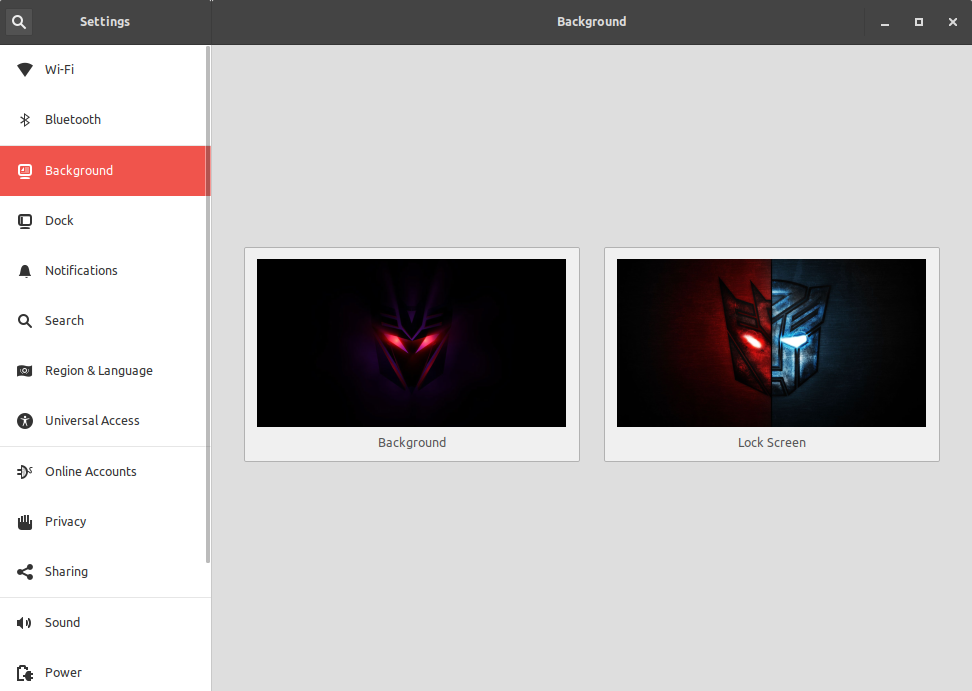 Settings
Background
Wi-Fi
Bluetooth
Background
Dock
Notifications
Search
Region & Language
Universal Access
Online Accounts
Privacy
Sharing
Sound
Power
Background
Lock Screen